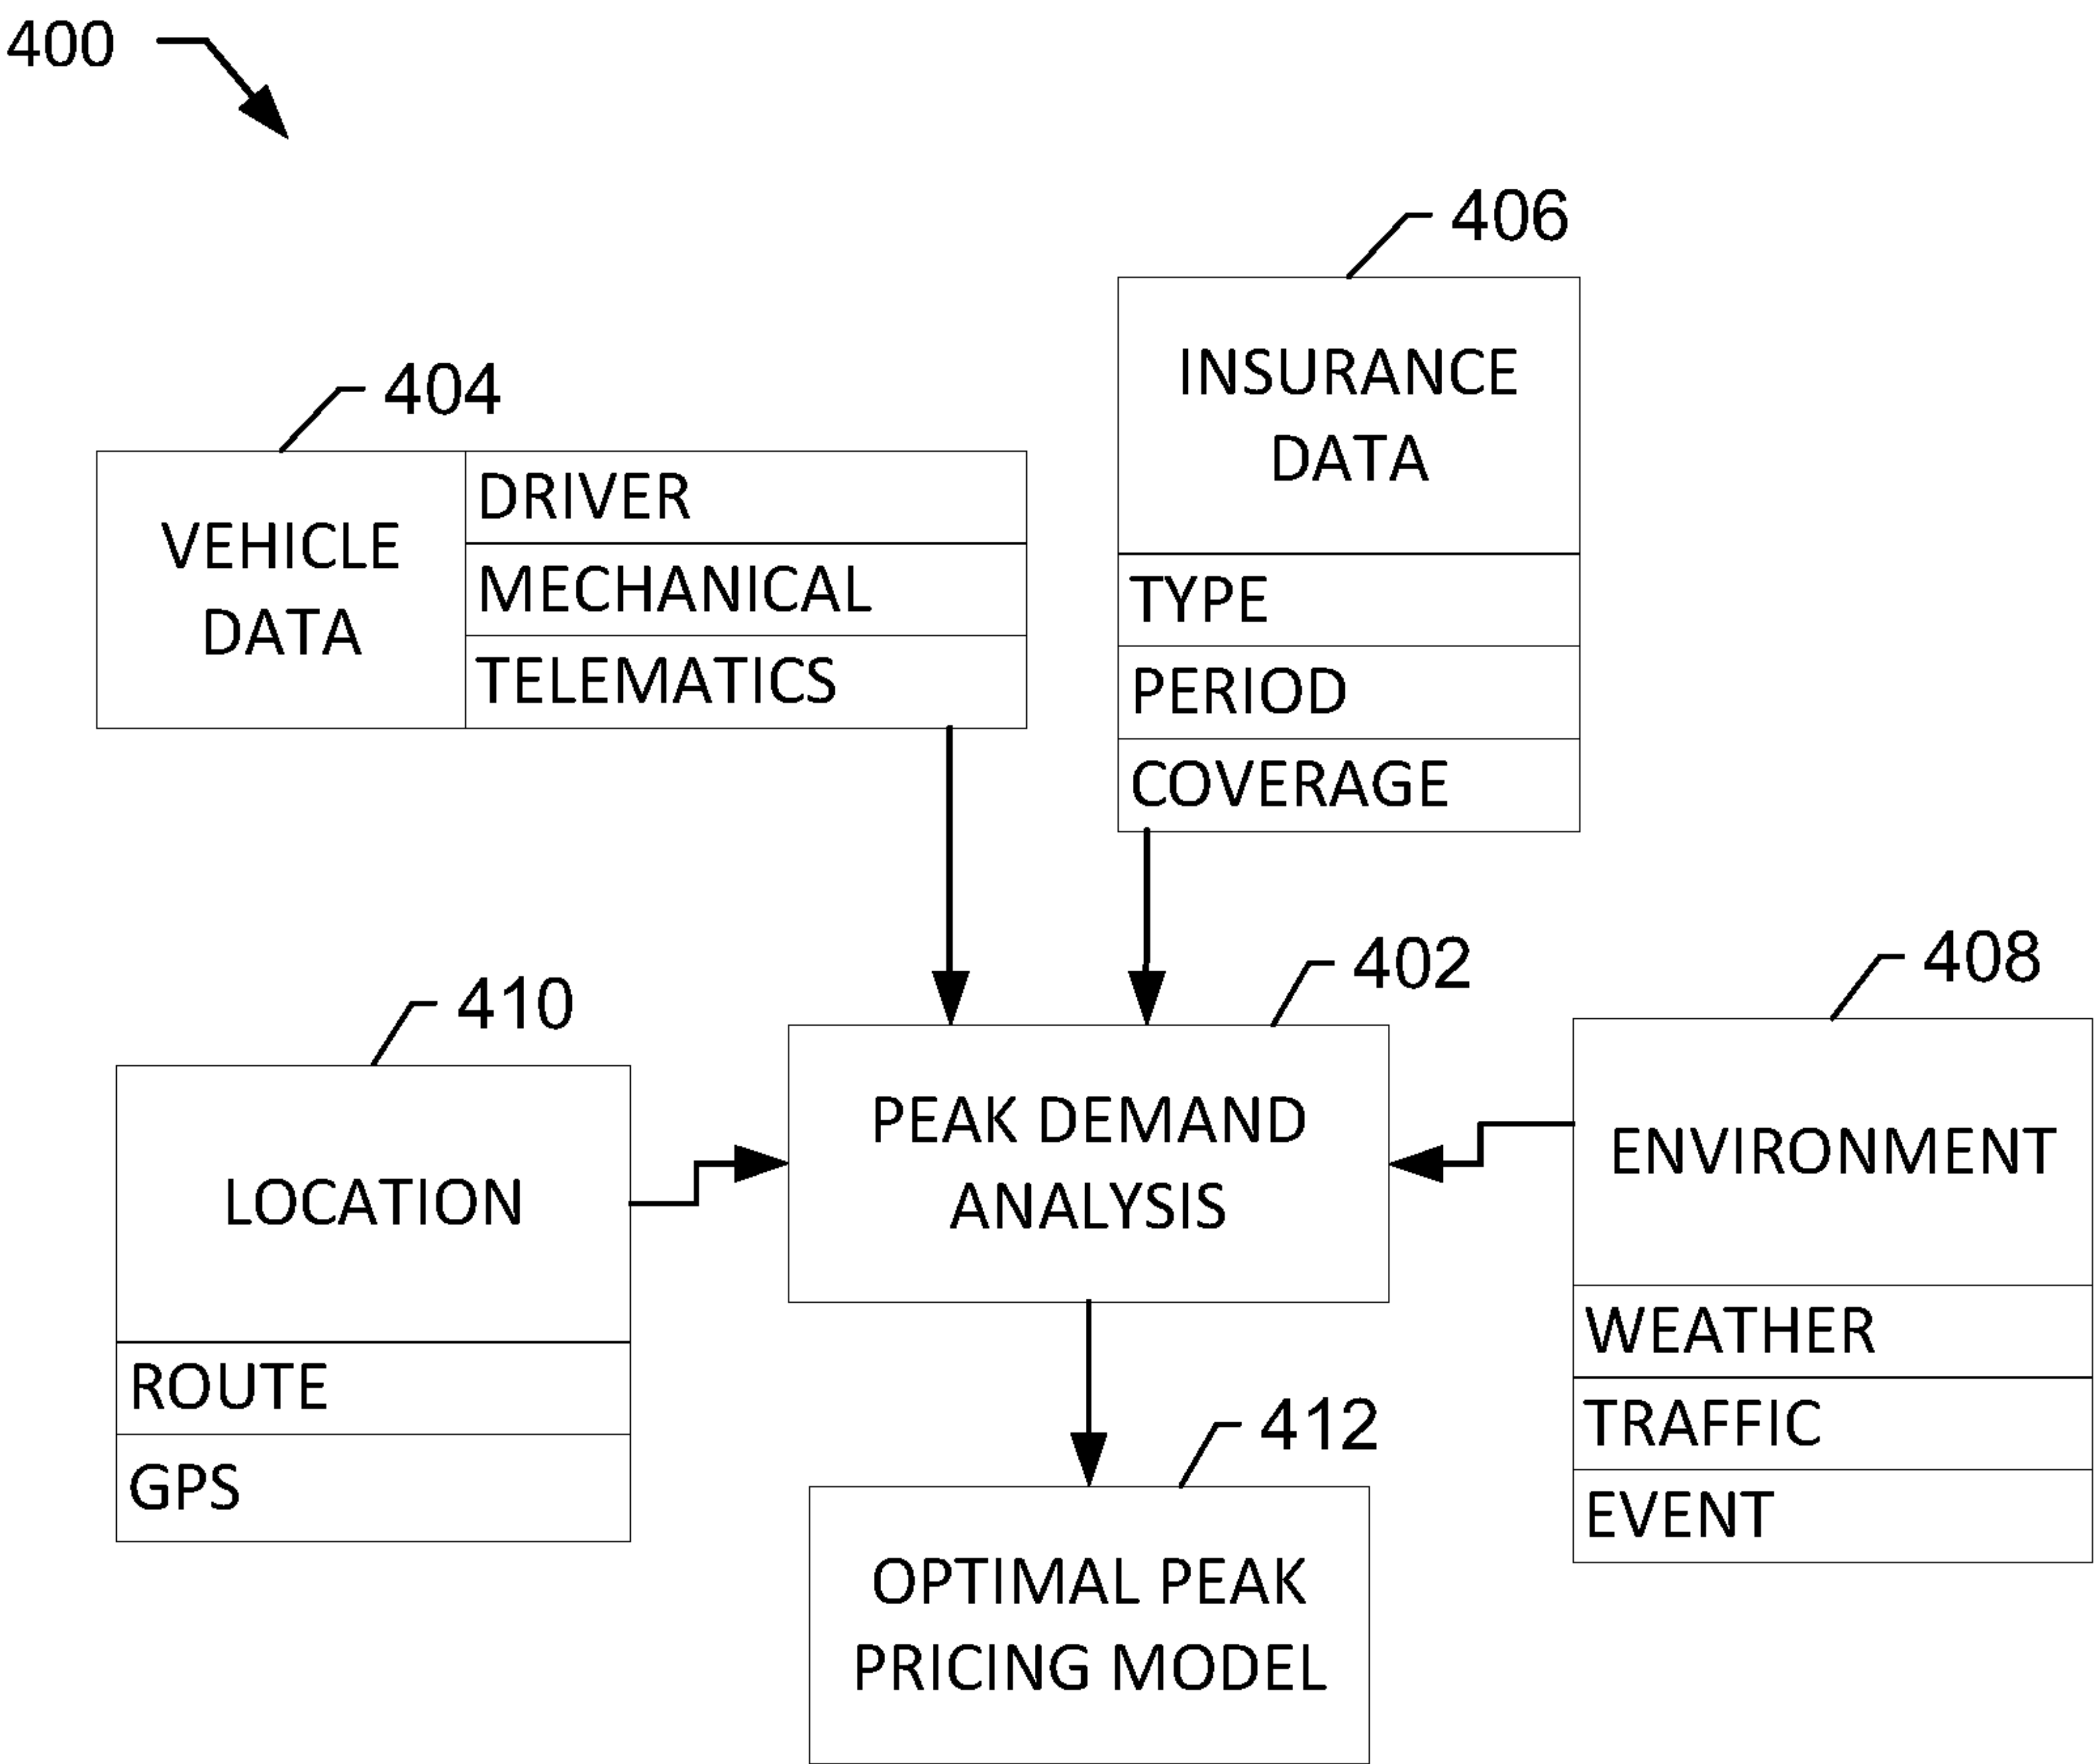 400
406
INSURANCE
DATA
TYPE
PERIOD
COVERAGE
404
VEHICLE
DATA
DRIVER
MECHANICAL
TELEMATICS
410
LOCATION
ROUTE
GPS
402
PEAK DEMAND
ANALYSIS
408
ENVIRONMENT
WEATHER
TRAFFIC
EVENT
412
OPTIMAL PEAK
PRICING MODEL